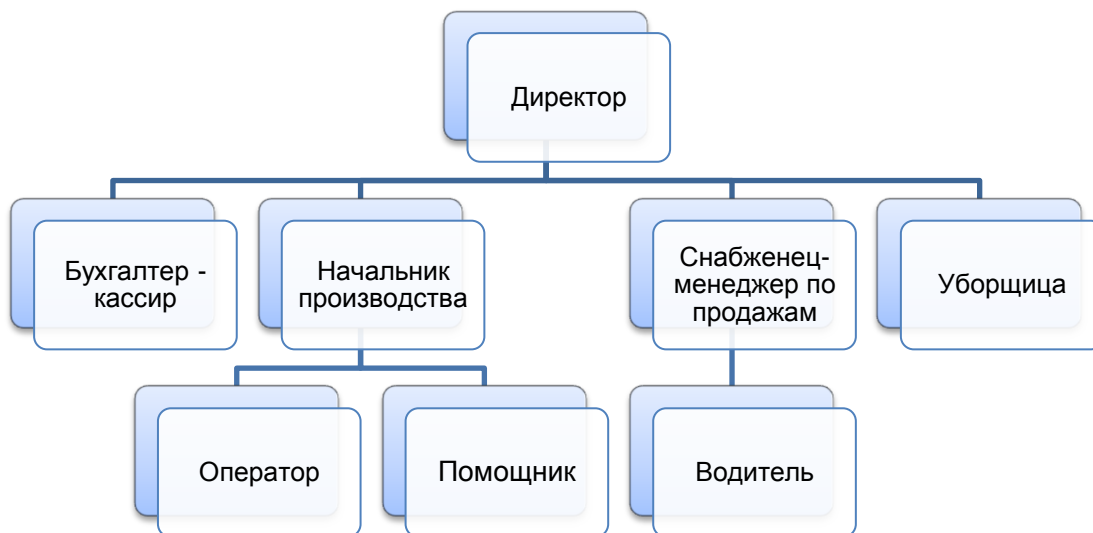 Директор
Бухгалтер -
кассир
Начальник
производства
Снабженец-
менеджер по
продажам
Уборщица
Оператор
Помощник
Водитель